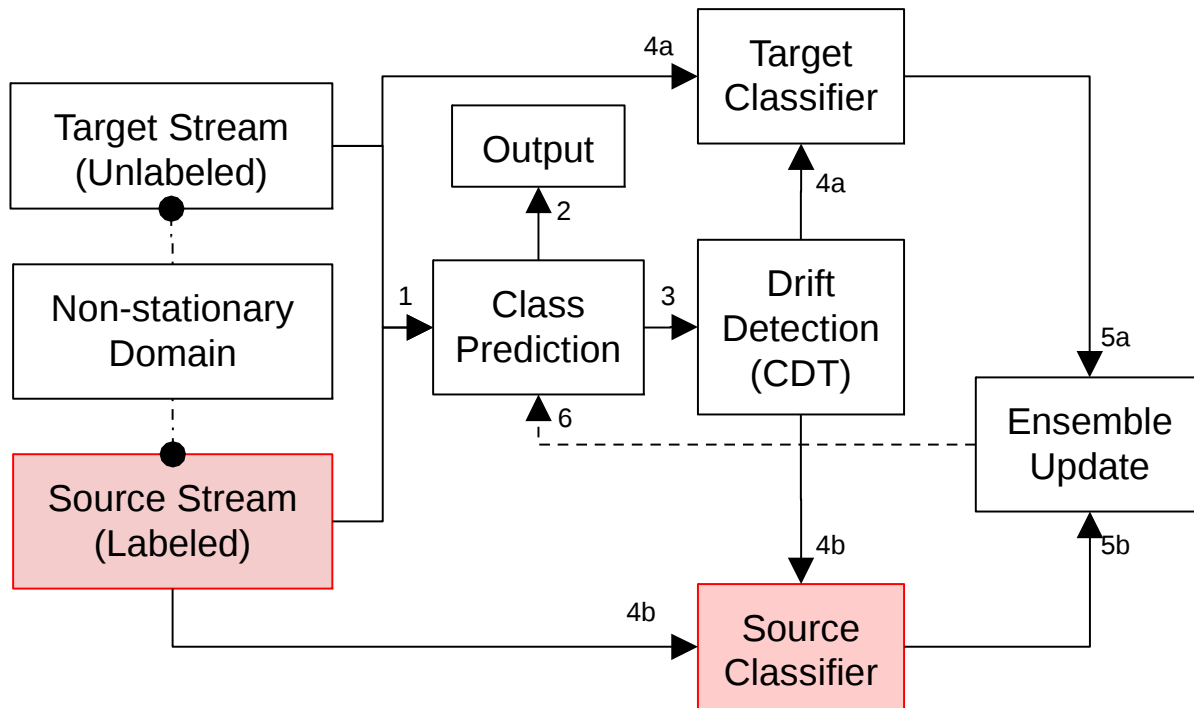 4a
Target
Classifier
Target Stream
(Unlabeled)
Output
4a
2
Non-stationary
Domain
1
Class
Prediction
3
Drift
Detection
(CDT)
5a
6
Ensemble
Update
Source Stream
(Labeled)
4b
5b
4b
Source
Classifier